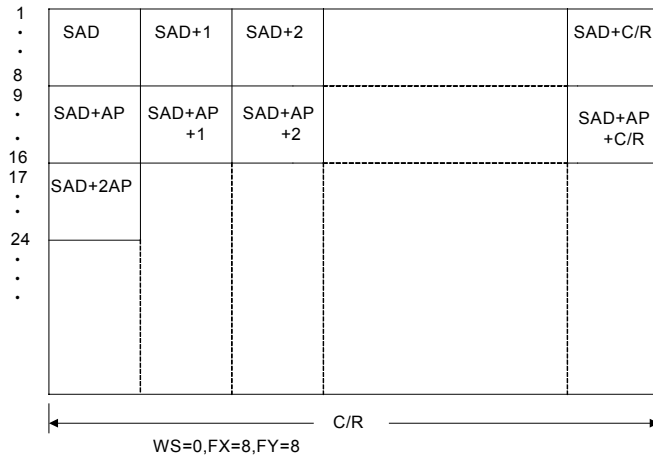 1
·
·
8
SAD
SAD+1
SAD+2
SAD+C/R
9
·
·
16
SAD+AP
SAD+AP
+1
SAD+AP
+2
SAD+AP
+C/R
17
·
·
24
SAD+2AP
·
·
·
C/R
WS=0,FX=8,FY=8